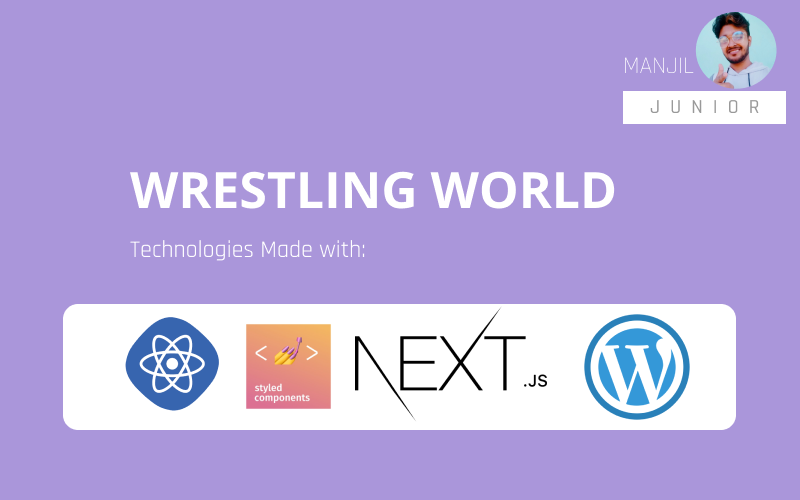 MANJIL
JUNIOR
WRESTLING WORLD
Technologies Made with:
< >
styled
components
NEXT.JS
W